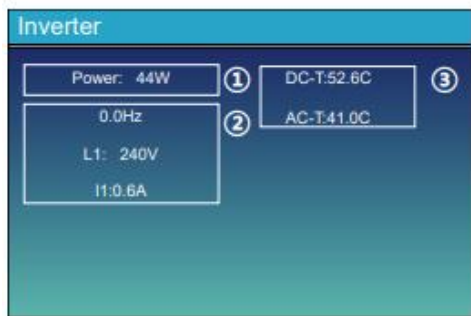 Inverter
Power: 44W
①
0.0Hz
L1: 240V
I1:0.6A
②
DC-T:52.6C
AC-T:41.0C
③